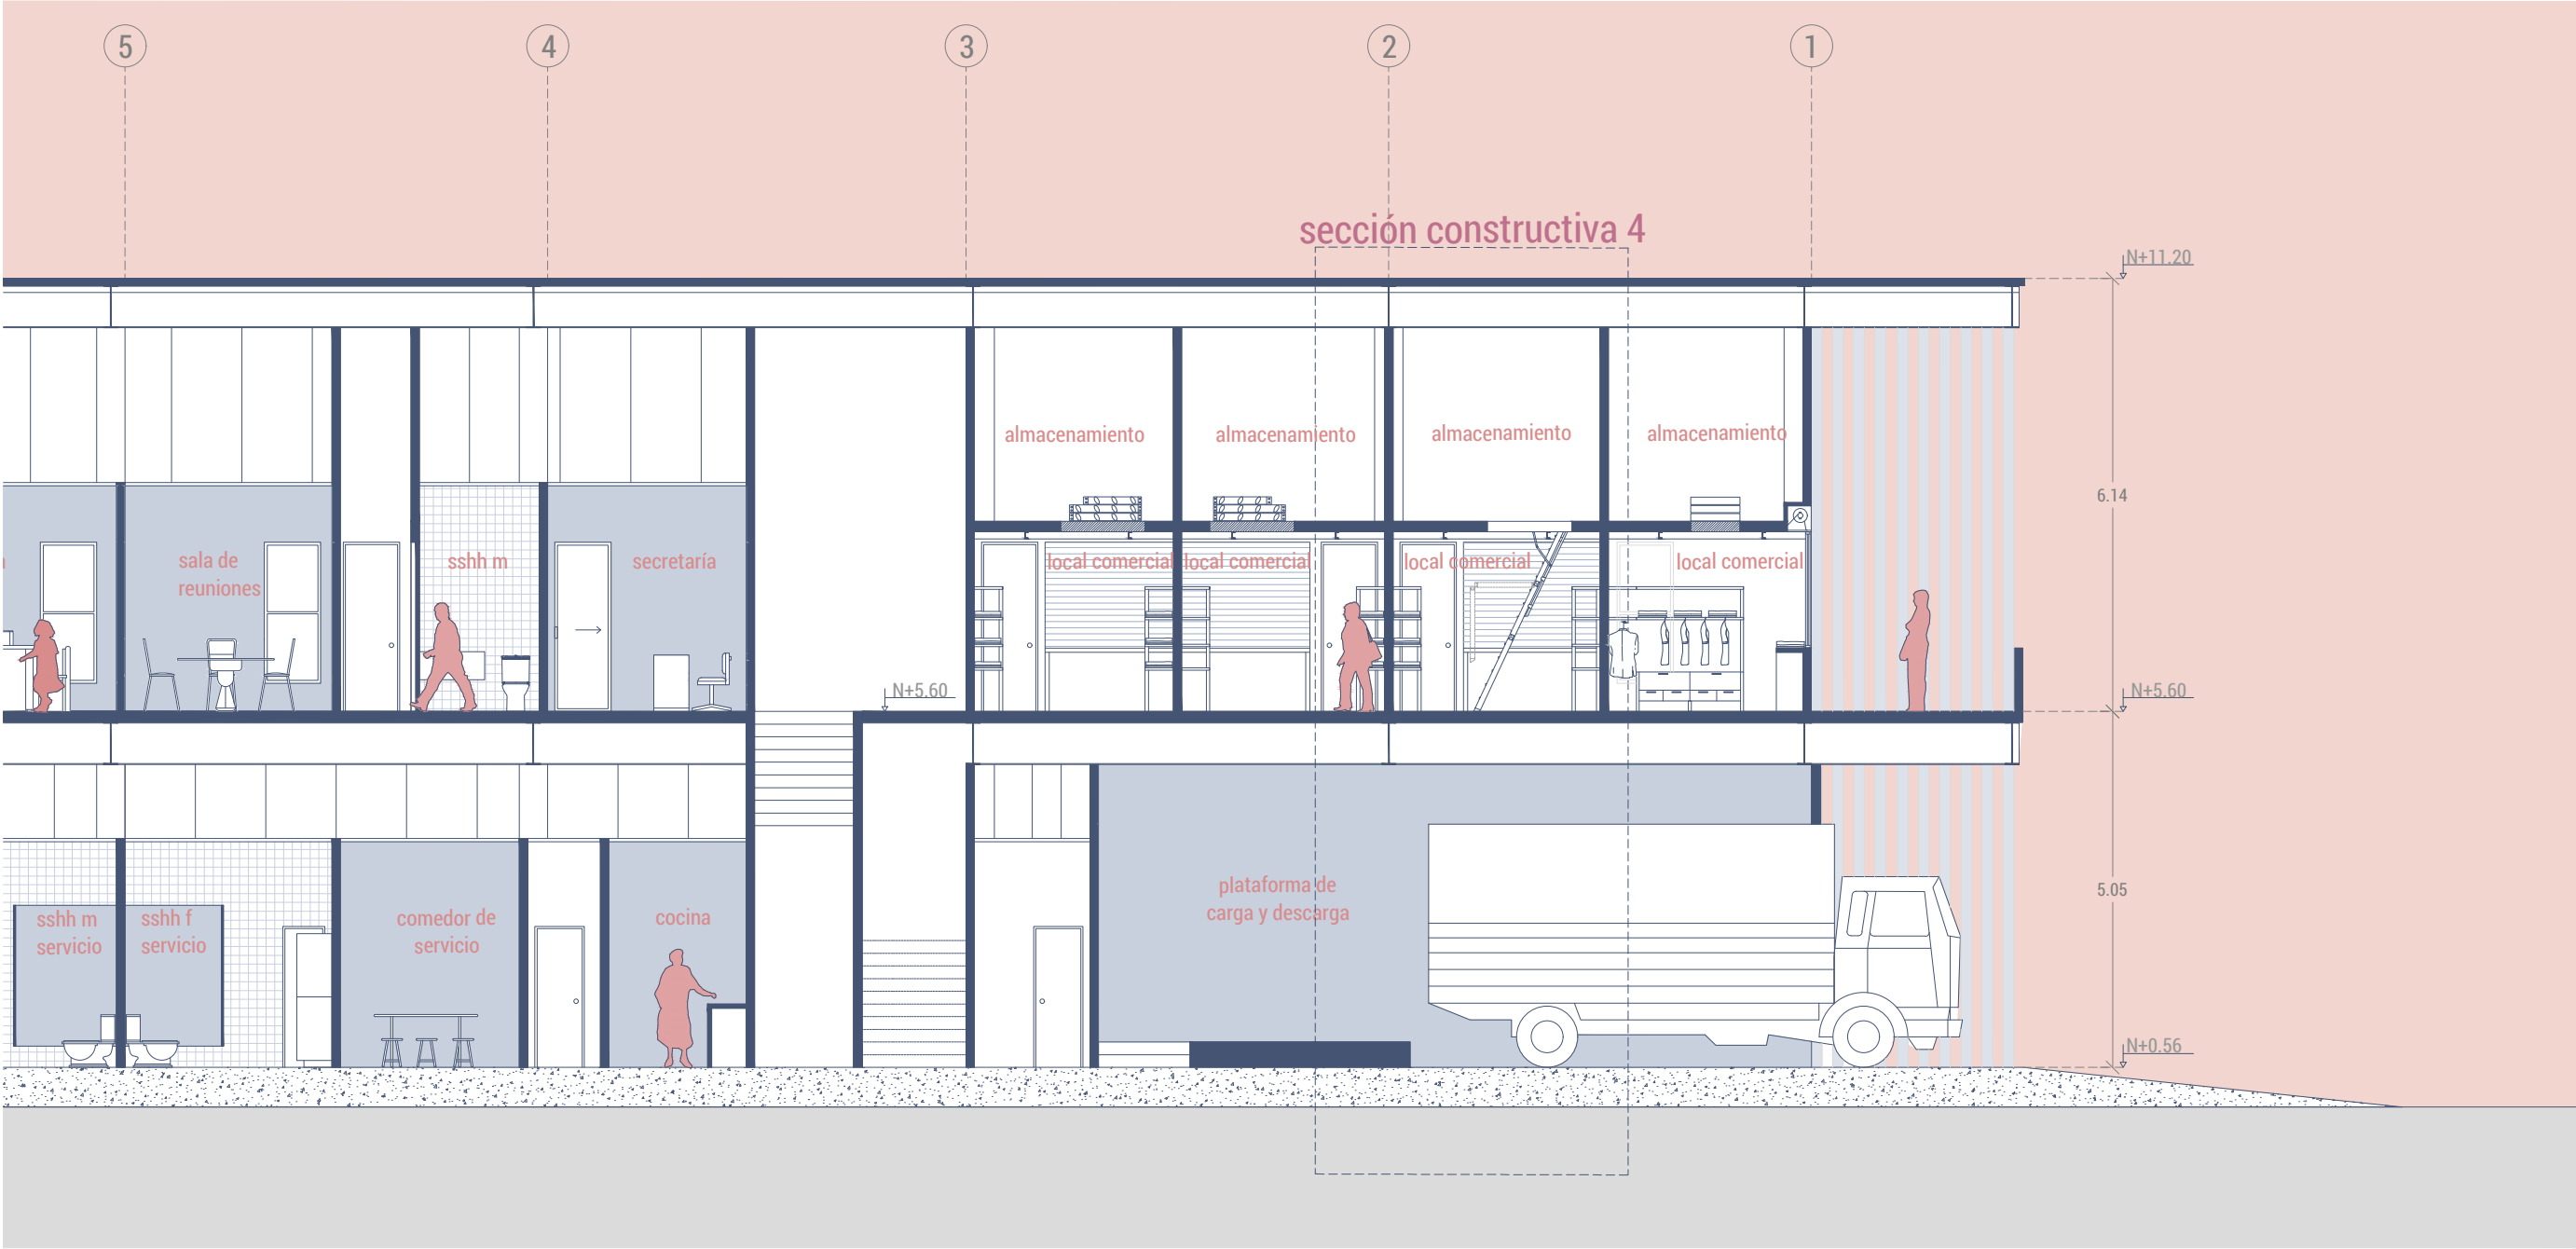 5
4
3
2
1
sección constructiva 4
N+11.20
almacenamiento
almacenamiento
almacenamiento
almacenamiento
6.14
sala de
reuniones
sshh m
secretaría
local comercial
local comercial
local comercial
local comercial
N+5.60
N+5.60
plataforma de
carga y descarga
5.05
sshh m
servicio
sshh f
servicio
comedor de
servicio
cocina
N+0.56